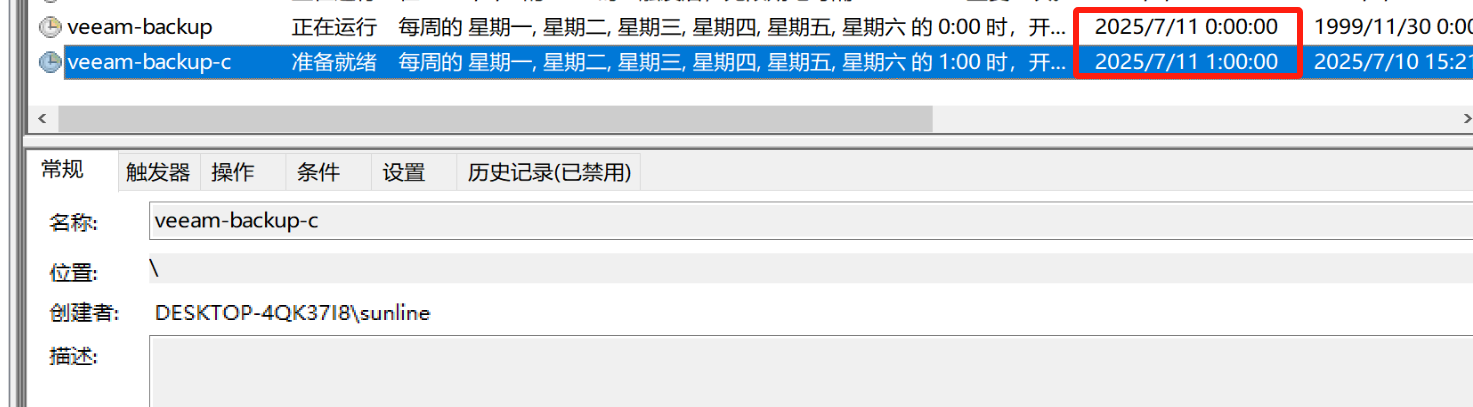 veeam-backup 正在运行 每周的 星期一, 星期二, 星期三, 星期四, 星期五, 星期六 的 0:00 时，开... 2025/7/11 0:00:00 1999/11/30 0:00
veeam-backup-c 准备就绪 每周的 星期一, 星期二, 星期三, 星期四, 星期五, 星期六 的 1:00 时，开... 2025/7/11 1:00:00 2025/7/10 15:21
常规 触发器 操作 条件 设置 历史记录(已禁用)
名称: veeam-backup-c
位置: \
创建者: DESKTOP-4QK37I8\sunline
描述: